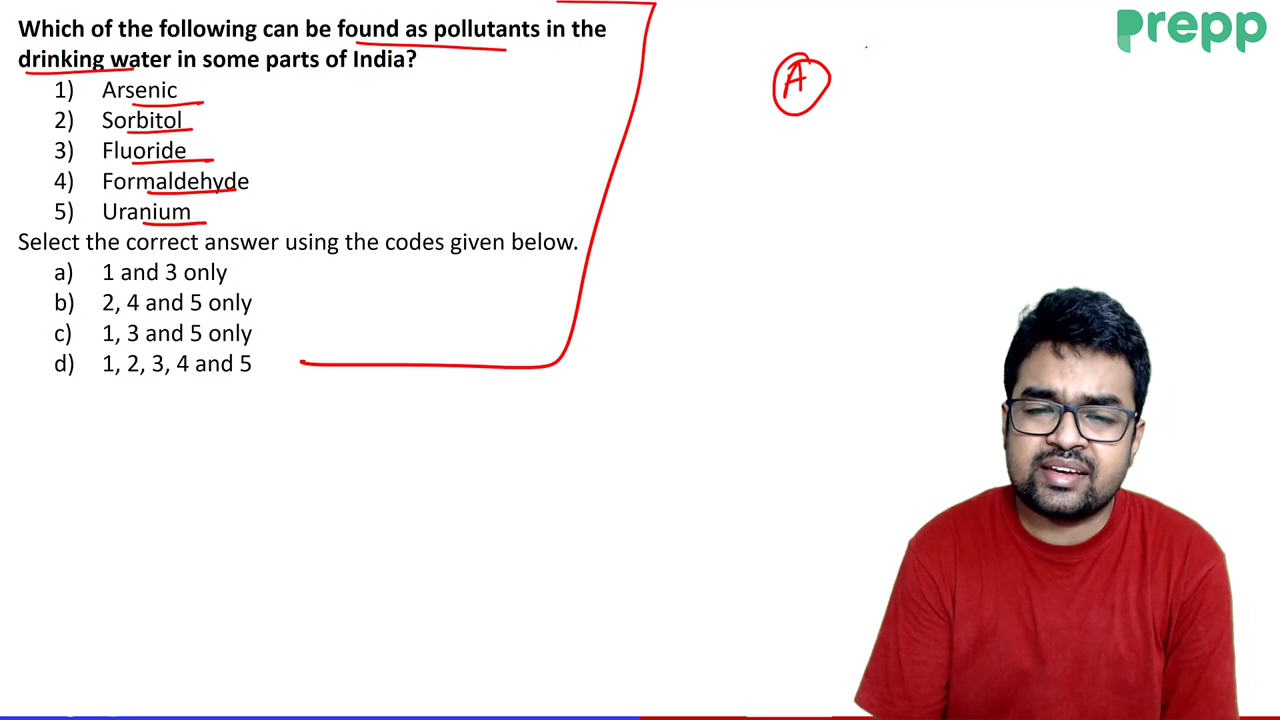 Which of the following can be found as pollutants in the
drinking water in some parts of India?
1) Arsenic
2) Sorbitol
3) Fluoride
4) Formaldehyde
5) Uranium
Select the correct answer using the codes given below.
a) 1 and 3 only
b) 2, 4 and 5 only
c) 1, 3 and 5 only
d) 1, 2, 3, 4 and 5
A
Prepp